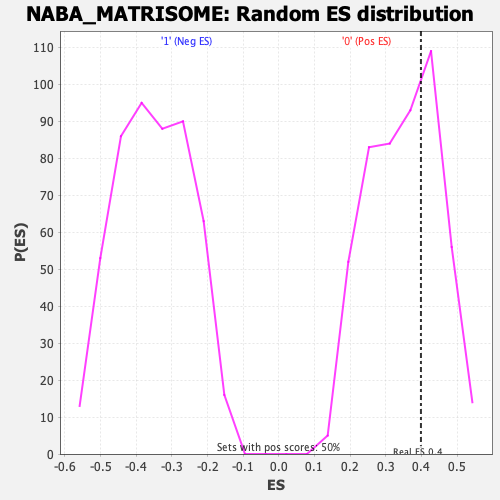 NABA_MATRISOME: Random ES distribution
'1' (Neg ES)
'0' (Pos ES)
110
100
90
80
70
60
50
40
30
20
10
0
P(ES)
Sets with pos scores: 50%
Real ES 0.4
-0.6 -0.5 -0.4 -0.3 -0.2 -0.1 0.0 0.1 0.2 0.3 0.4 0.5
ES